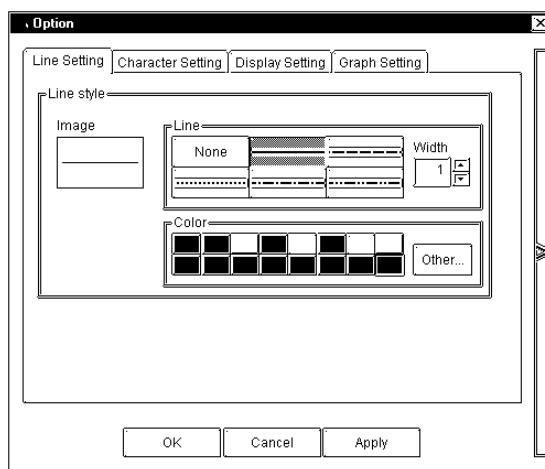 Option
Line Setting Character Setting Display Setting Graph Setting
Line style
Image
Line
None
Width
1
Color
Other...
OK Cancel Apply